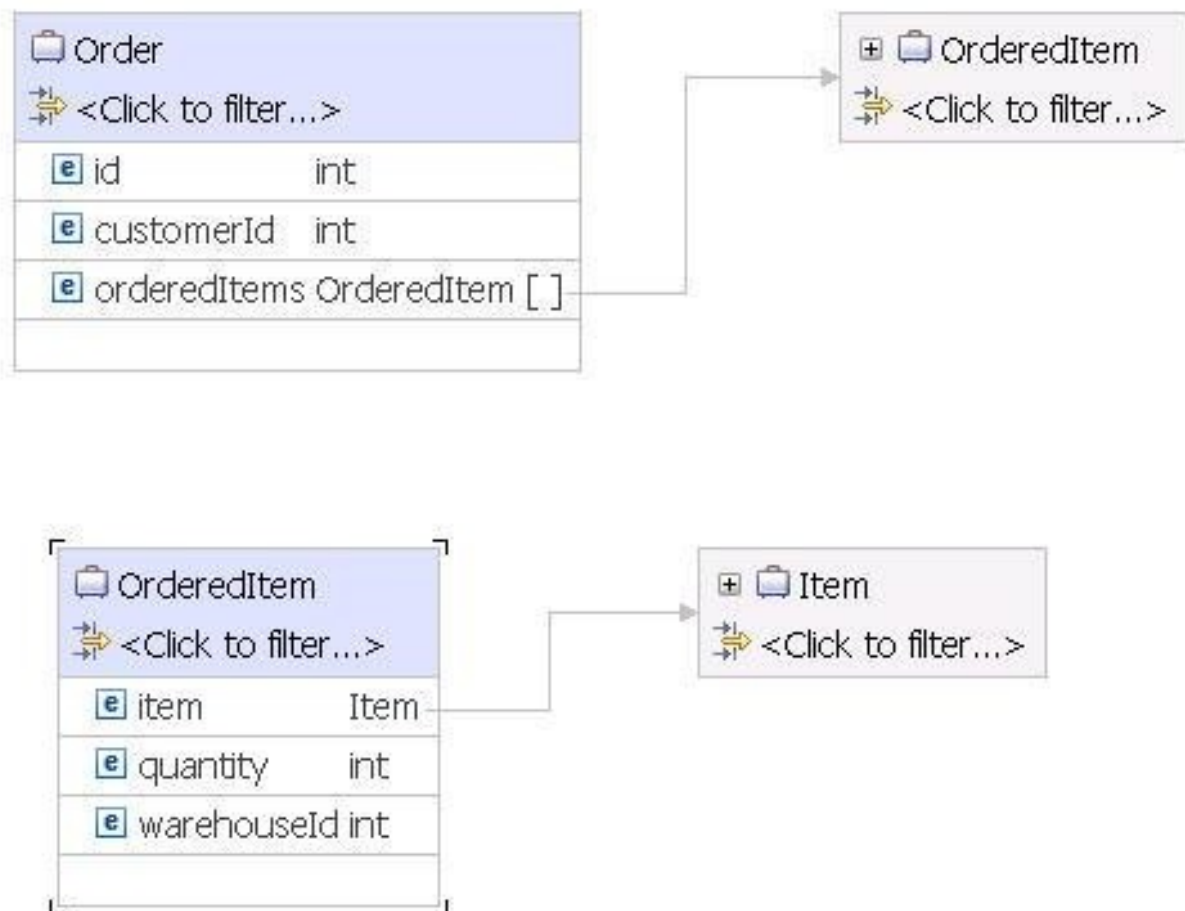 Order
<Click to filter...>
e id int
e customerId int
e orderedItems OrderedItem [ ]
OrderedItem
<Click to filter...>
OrderedItem
<Click to filter...>
e item Item
e quantity int
e warehouseId int
Item
<Click to filter...>